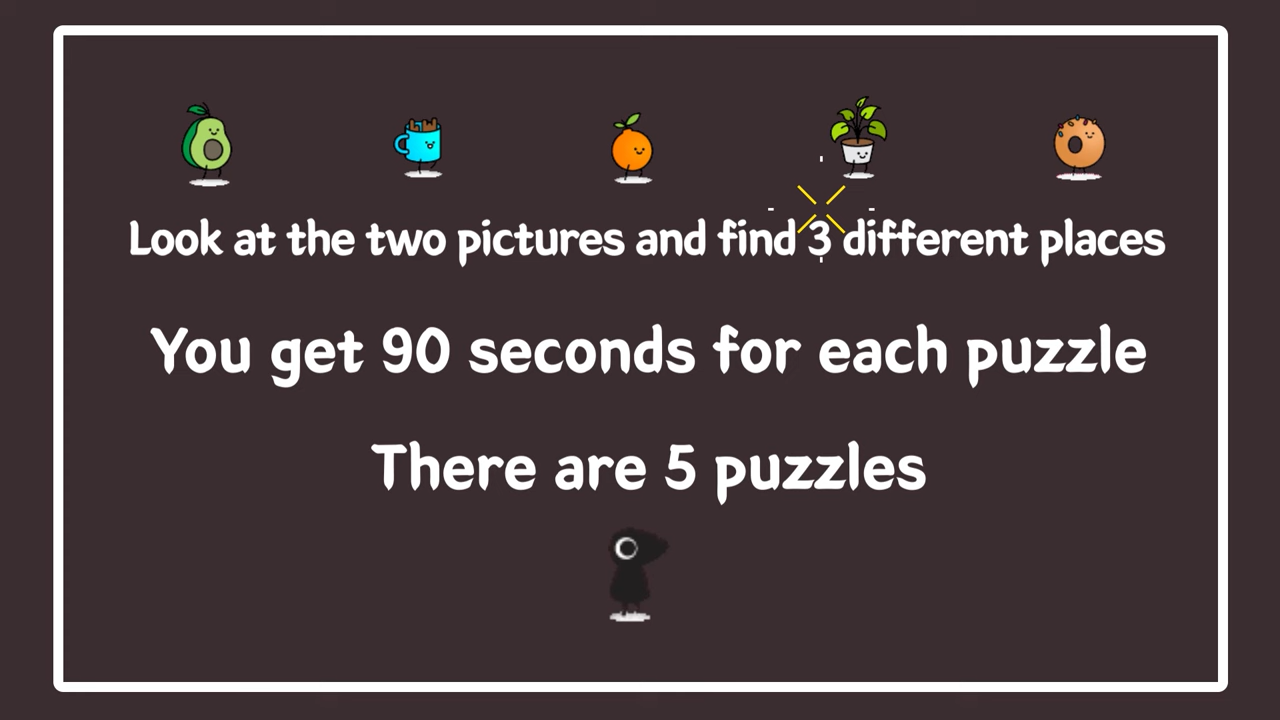 Look at the two pictures and find 3 different places
You get 90 seconds for each puzzle
There are 5 puzzles